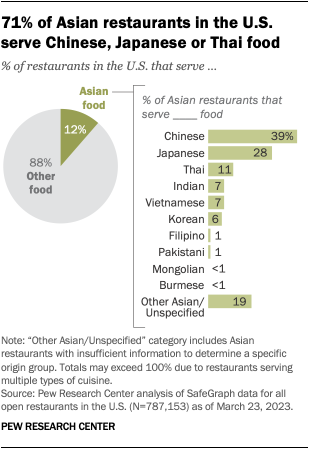 71% of Asian restaurants in the U.S.
serve Chinese, Japanese or Thai food
% of restaurants in the U.S. that serve ...
Asian
food
12%
88%
Other
food
% of Asian restaurants that
serve ____ food
Chinese 39%
Japanese 28
Thai 11
Indian 7
Vietnamese 7
Korean 6
Filipino 1
Pakistani 1
Mongolian <1
Burmese <1
Other Asian/
Unspecified 19
Note: “Other Asian/Unspecified” category includes Asian
restaurants with insufficient information to determine a specific
origin group. Totals may exceed 100% due to restaurants serving
multiple types of cuisine.
Source: Pew Research Center analysis of SafeGraph data for all
open restaurants in the U.S. (N=787,153) as of March 23, 2023.
PEW RESEARCH CENTER